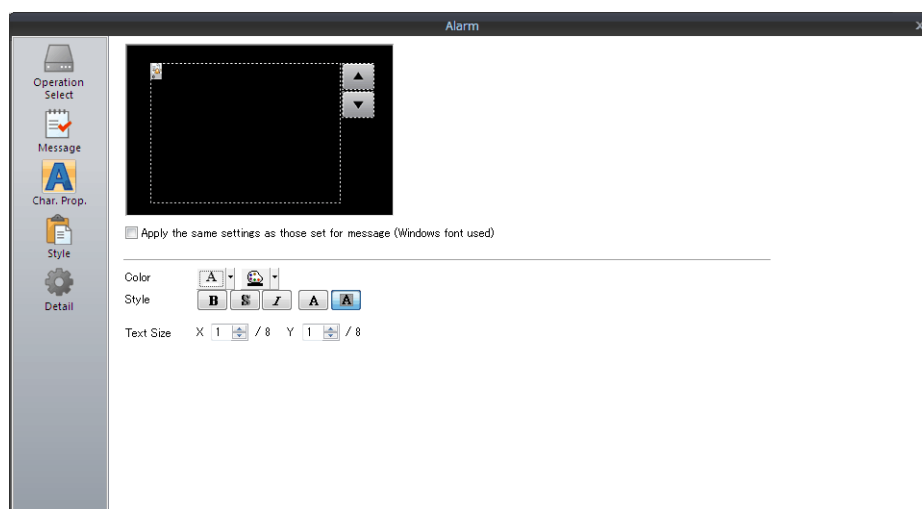 Alarm
Operation
Select
Message
Char. Prop.
Style
Detail
Apply the same settings as those set for message (Windows font used)
Color A
Style B S I A A
Text Size X 1 / 8 Y 1 / 8